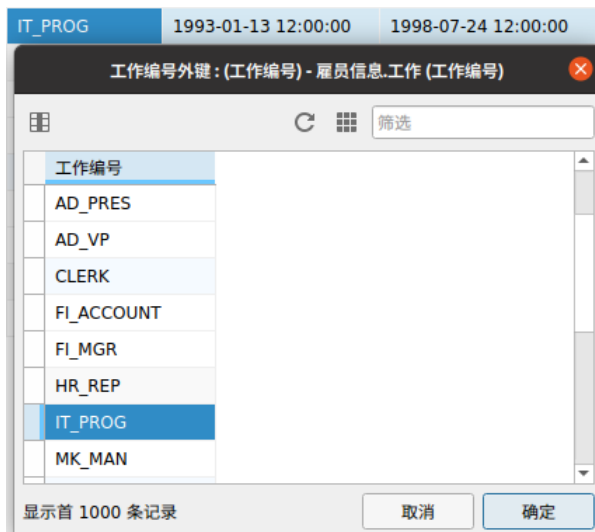 IT_PROG 1993-01-13 12:00:00 1998-07-24 12:00:00
工作编号外键 : (工作编号) - 雇员信息.工作 (工作编号)
筛选
工作编号
AD_PRES
AD_VP
CLERK
FI_ACCOUNT
FI_MGR
HR_REP
IT_PROG
MK_MAN
显示首 1000 条记录 取消 确定